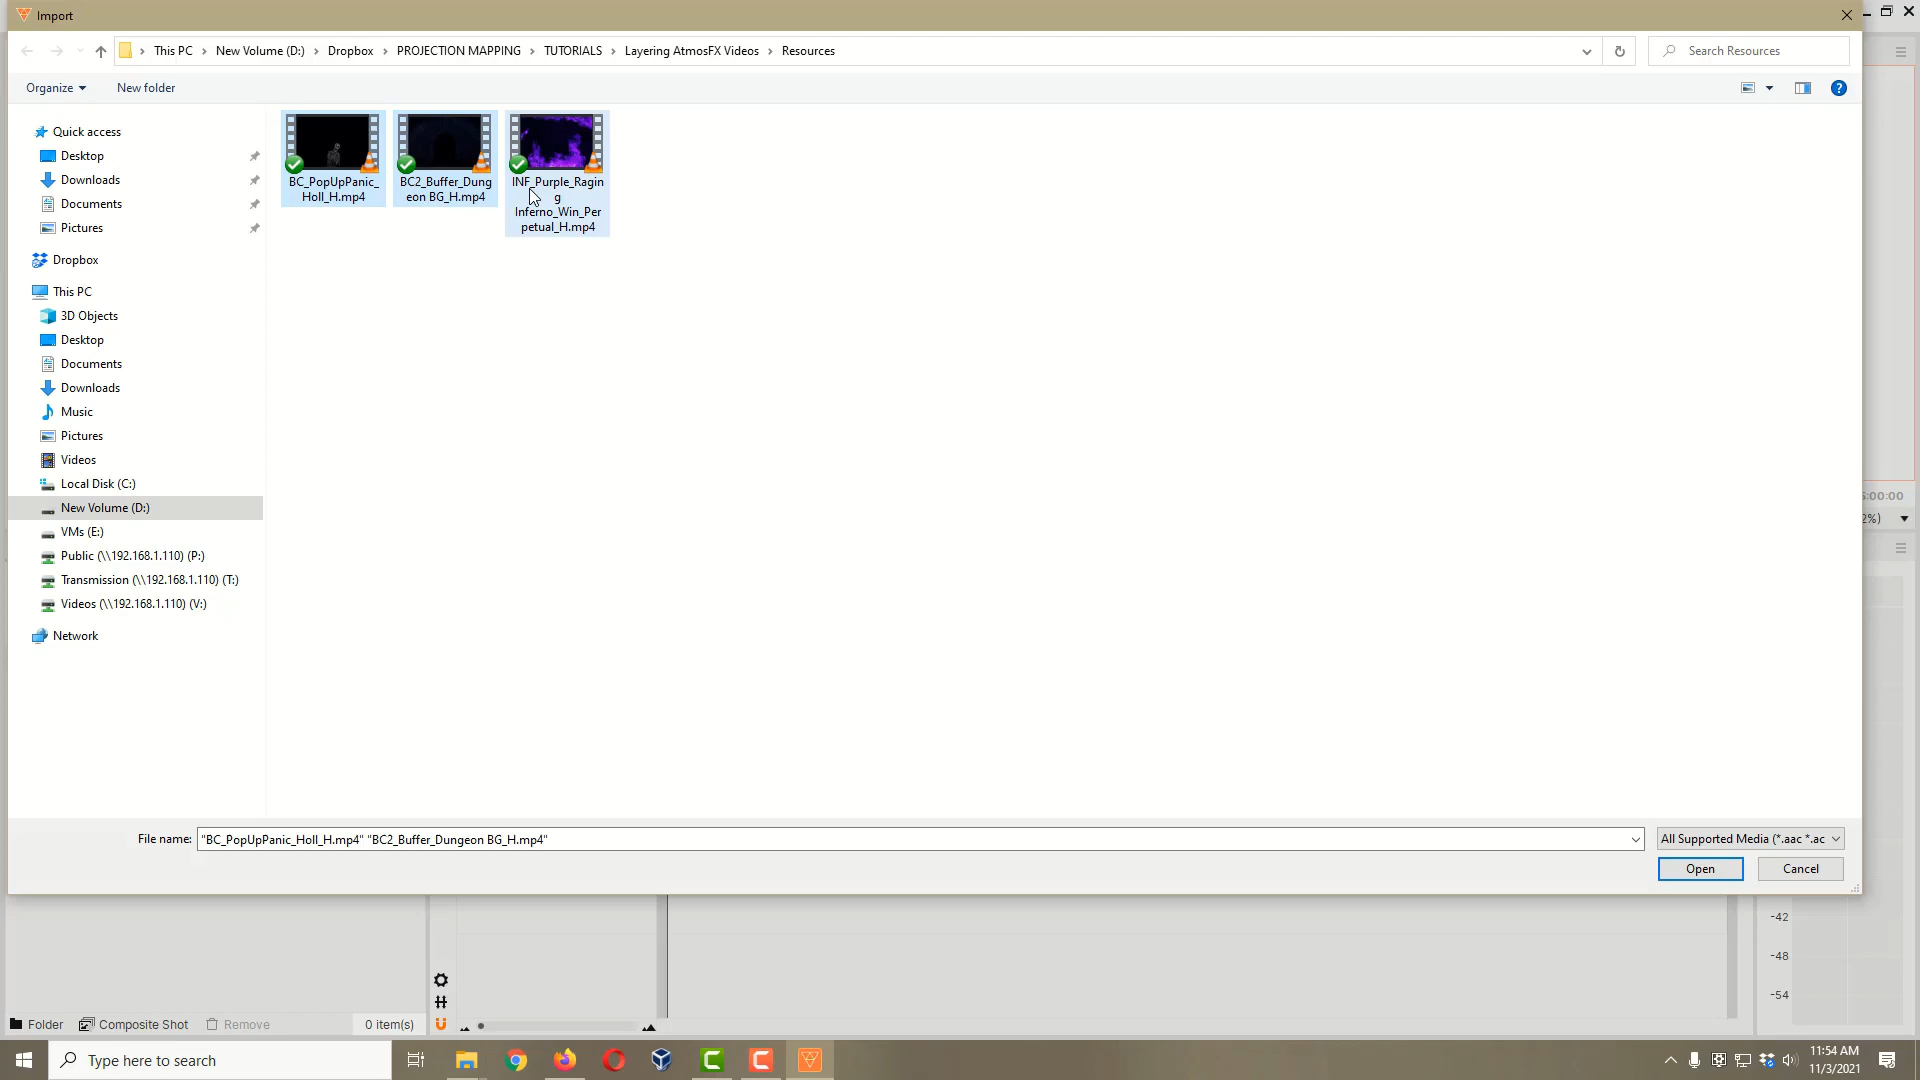 Import
This PC
New Volume (D:)
Dropbox
PROJECTION MAPPING
TUTORIALS
Layering AtmosFX Videos
Resources
Search Resources
Organize
New folder
Quick access
Desktop
Downloads
Documents
Pictures
Dropbox
This PC
3D Objects
Desktop
Documents
Downloads
Music
Pictures
Videos
Local Disk (C:)
New Volume (D:)
VMs (E:)
Public (\\192.168.1.110) (P:)
Transmission (\\192.168.1.110) (T:)
Videos (\\192.168.1.110) (V:)
Network
BC_PopUpPanic_
Holl_H.mp4
BC2_Buffer_Dung
eon BG_H.mp4
INF_Purple_Ragin
g
Inferno_Win_Per
petual_H.mp4
File name:
"BC_PopUpPanic_Holl_H.mp4" "BC2_Buffer_Dungeon BG_H.mp4"
All Supported Media (*.aac *.ac
Open
Cancel
:00:00
2%)
-42
-48
-54
Folder
Composite Shot
Remove
0 item(s)
Type here to search
11:54 AM
11/3/2021